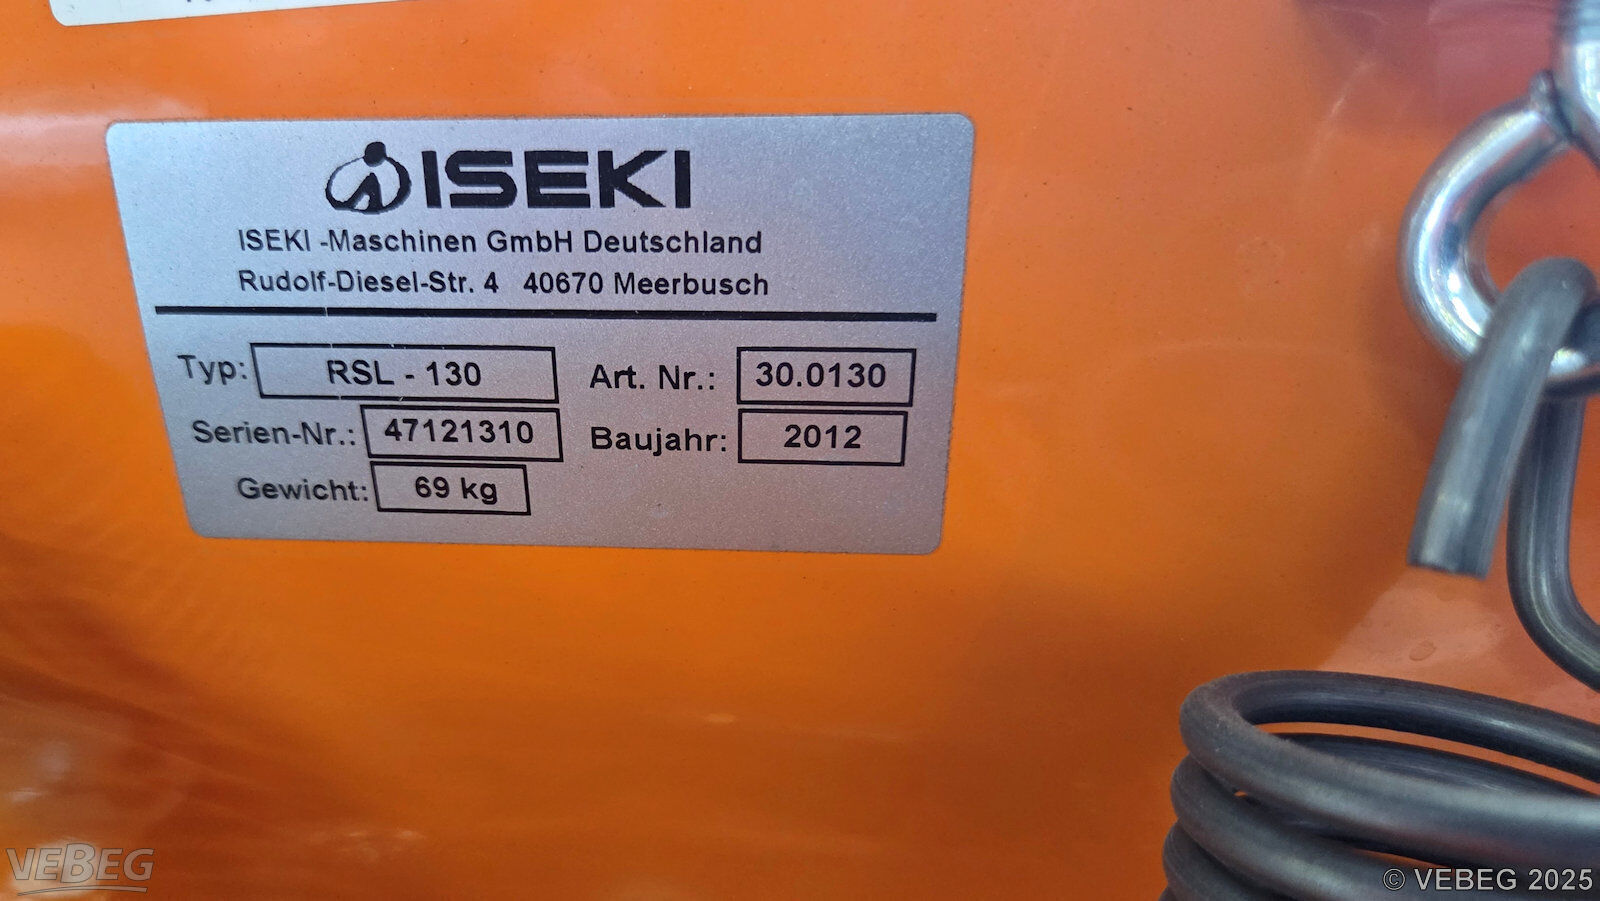 ISEKI
ISEKI -Maschinen GmbH Deutschland
Rudolf-Diesel-Str. 4 40670 Meerbusch
Typ: RSL - 130 Art. Nr.: 30.0130
Serien-Nr.: 47121310 Baujahr: 2012
Gewicht: 69 kg
VEBEG
© VEBEG 2025